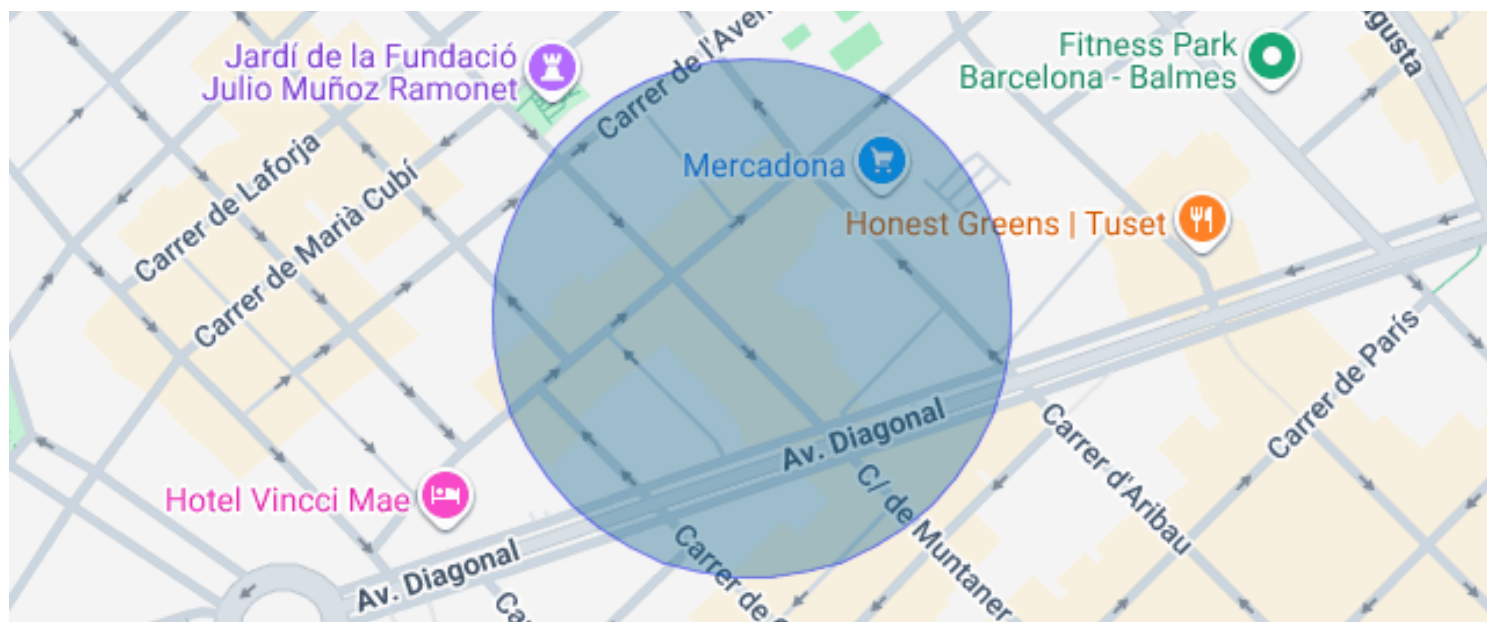 Jardí de la Fundació
Julio Muñoz Ramonet
Carrer de l'Aven
Fitness Park
Barcelona - Balmes
gusta
Mercadona
Carrer de Laforja
Carrer de Marià Cubí
Honest Greens | Tuset
Carrer de París
Av. Diagonal
Carrer d'Aribau
C/ de Muntaner
Hotel Vincci Mae
Av. Diagonal
Carrer de
Ca